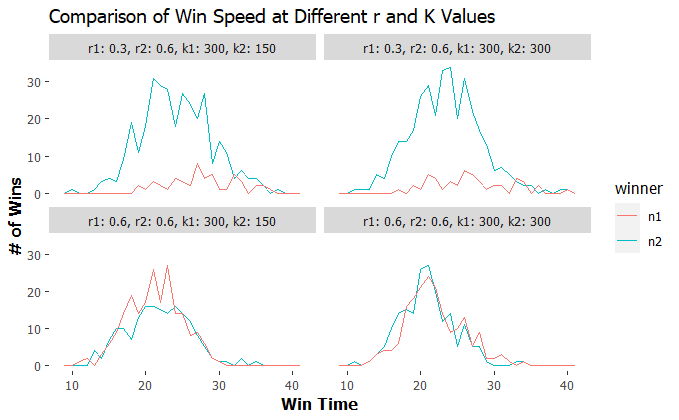 Comparison of Win Speed at Different r and K Values
r1: 0.3, r2: 0.6, k1: 300, k2: 150
r1: 0.3, r2: 0.6, k1: 300, k2: 300
30
20
10
0
r1: 0.6, r2: 0.6, k1: 300, k2: 150
r1: 0.6, r2: 0.6, k1: 300, k2: 300
30
20
10
0
10 20 30 40
10 20 30 40
# of Wins
Win Time
winner
n1
n2